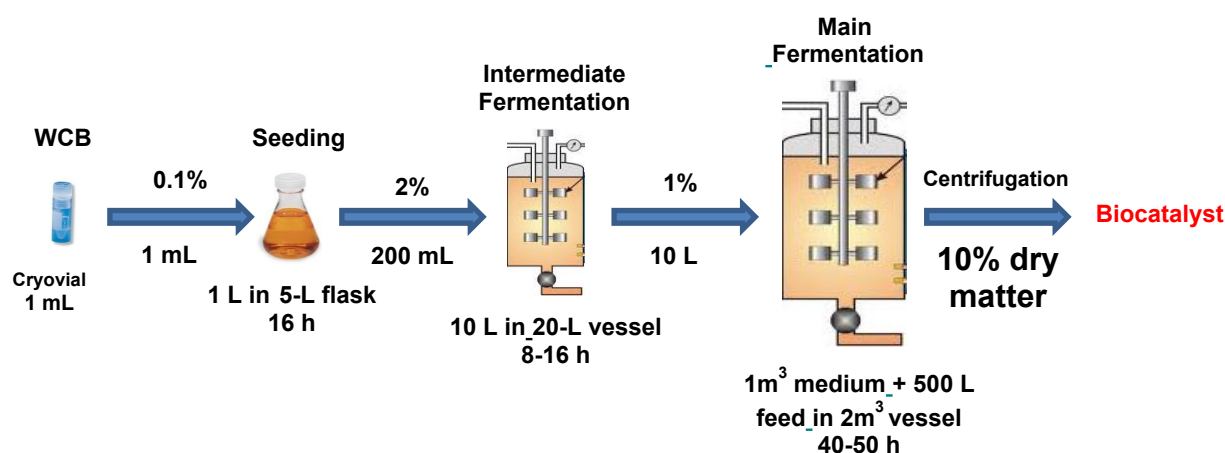 WCB
Cryovial
1 mL
0.1%
1 mL
Seeding
1 L in 5-L flask
16 h
2%
200 mL
Intermediate
Fermentation
10 L in 20-L vessel
8-16 h
1%
10 L
Main
Fermentation
1m³ medium + 500 L
feed in 2m³ vessel
40-50 h
Centrifugation
10% dry
matter
Biocatalyst